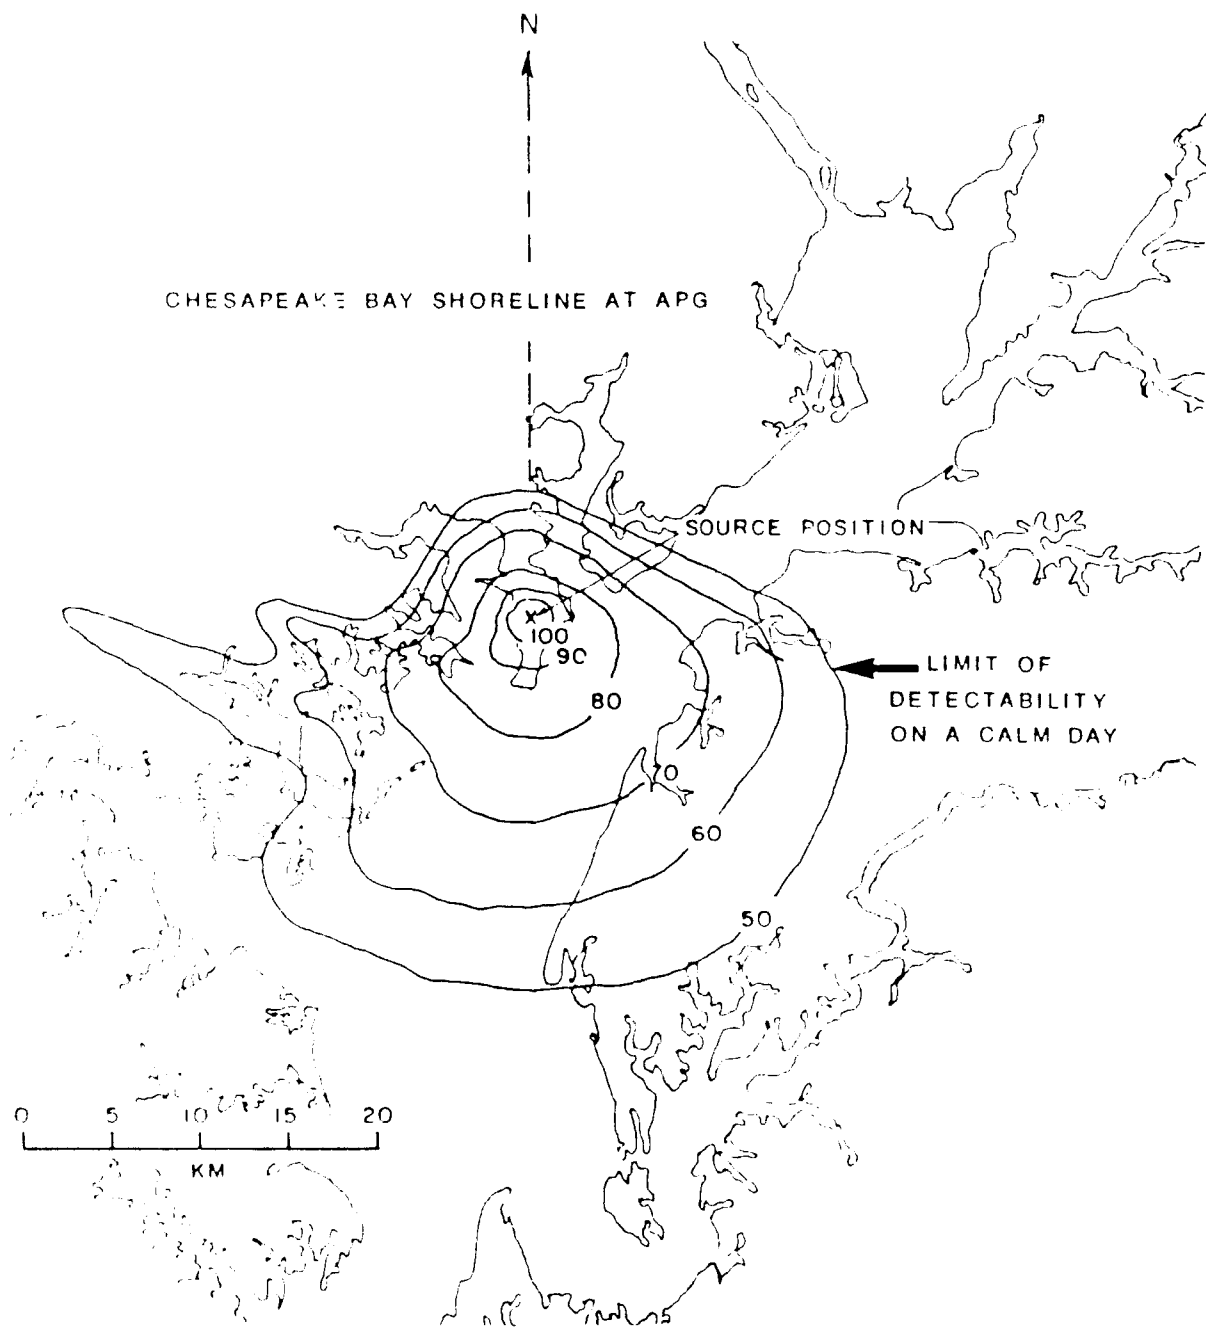 N
CHESAPEAKE BAY SHORELINE AT APG
SOURCE POSITION
100
90
80
70
60
50
LIMIT OF
DETECTABILITY
ON A CALM DAY
0 5 10 15 20
KM